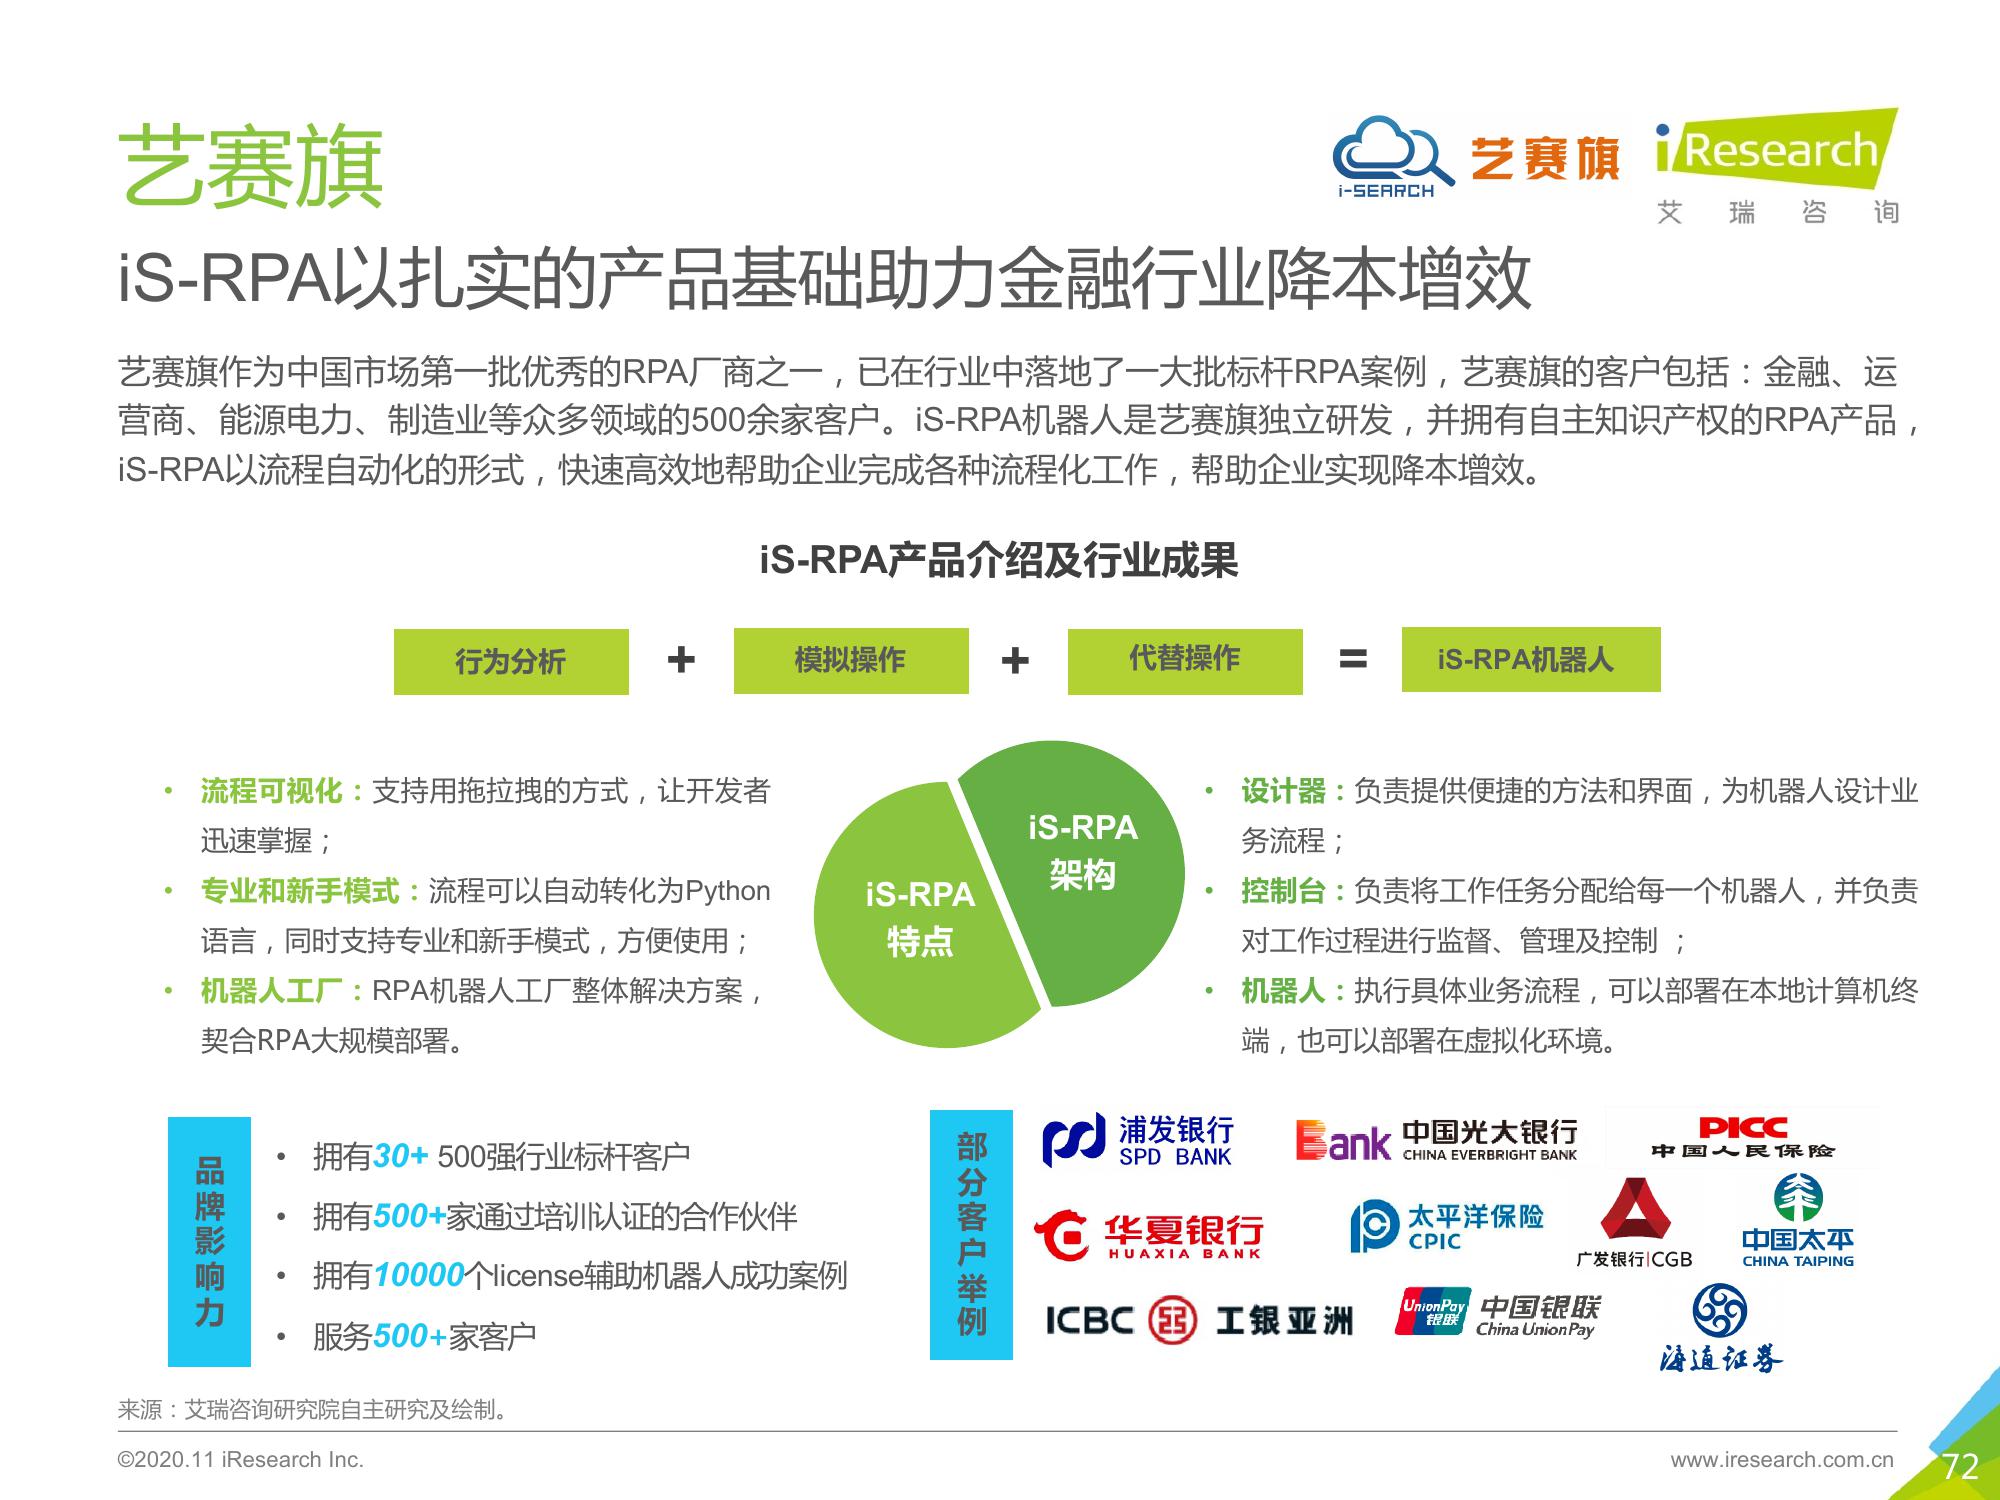 艺赛旗
i-SEARCH
艺赛旗
iResearch
艾瑞咨询
iS-RPA以扎实的产品基础助力金融行业降本增效
艺赛旗作为中国市场第一批优秀的RPA厂商之一，已在行业中落地了一大批标杆RPA案例，艺赛旗的客户包括：金融、运
营商、能源电力、制造业等众多领域的500余家客户。iS-RPA机器人是艺赛旗独立研发，并拥有自主知识产权的RPA产品，
iS-RPA以流程自动化的形式，快速高效地帮助企业完成各种流程化工作，帮助企业实现降本增效。
iS-RPA产品介绍及行业成果
行为分析 + 模拟操作 + 代替操作 = iS-RPA机器人
• 流程可视化：支持用拖拉拽的方式，让开发者
迅速掌握；
• 专业和新手模式：流程可以自动转化为Python
语言，同时支持专业和新手模式，方便使用；
• 机器人工厂：RPA机器人工厂整体解决方案，
契合RPA大规模部署。
iS-RPA
特点
iS-RPA
架构
• 设计器：负责提供便捷的方法和界面，为机器人设计业
务流程；
• 控制台：负责将工作任务分配给每一个机器人，并负责
对工作过程进行监督、管理及控制 ；
• 机器人：执行具体业务流程，可以部署在本地计算机终
端，也可以部署在虚拟化环境。
品牌影响力
• 拥有30+ 500强行业标杆客户
• 拥有500+家通过培训认证的合作伙伴
• 拥有10000个license辅助机器人成功案例
• 服务500+家客户
部分客户举例
浦发银行
SPD BANK
Bank 中国光大银行
CHINA EVERBRIGHT BANK
PICC
中国人民保险
华夏银行
HUAXIA BANK
太平洋保险
CPIC
广发银行|CGB
中国太平
CHINA TAIPING
ICBC 工银亚洲
UnionPay
银联
中国银联
China UnionPay
海通证券
来源：艾瑞咨询研究院自主研究及绘制。
©2020.11 iResearch Inc.
www.iresearch.com.cn
72